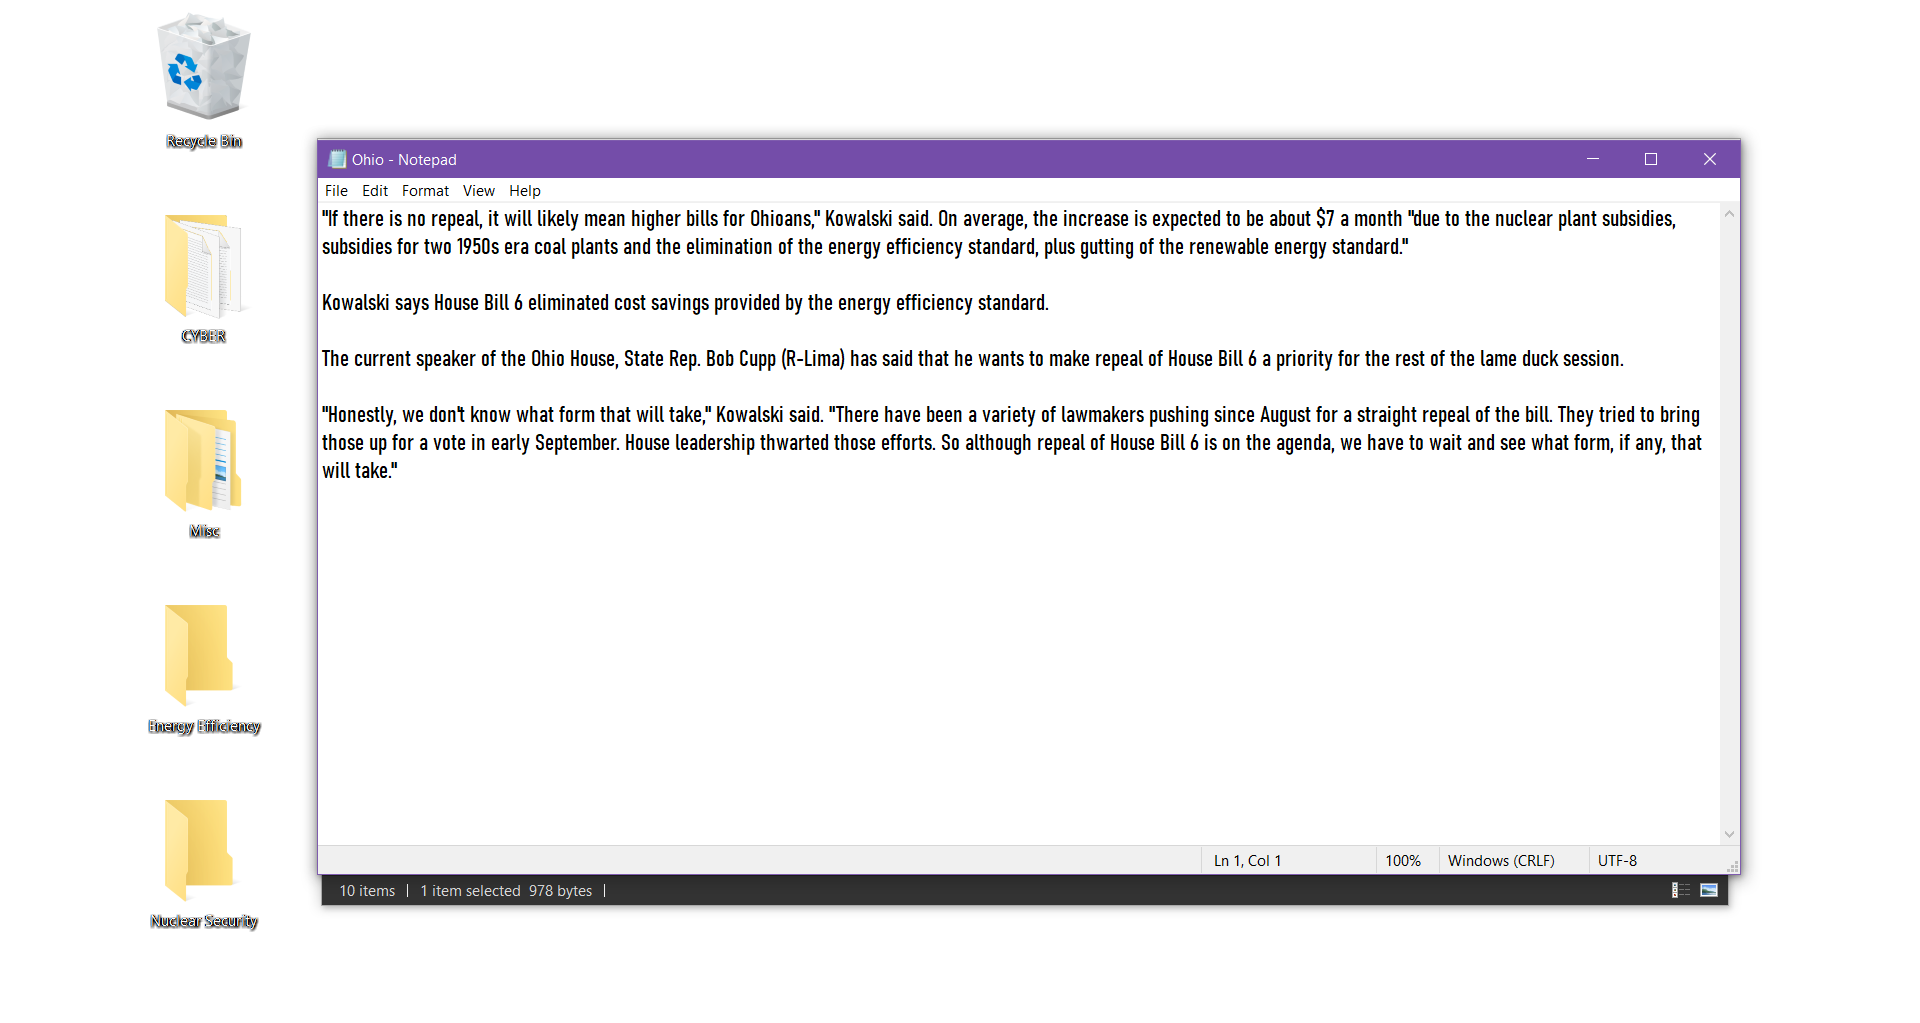 Recycle Bin
CYBER
Misc
Energy Efficiency
Nuclear Security
Ohio - Notepad
File Edit Format View Help
"If there is no repeal, it will likely mean higher bills for Ohioans," Kowalski said. On average, the increase is expected to be about $7 a month "due to the nuclear plant subsidies,
subsidies for two 1950s era coal plants and the elimination of the energy efficiency standard, plus gutting of the renewable energy standard."
Kowalski says House Bill 6 eliminated cost savings provided by the energy efficiency standard.
The current speaker of the Ohio House, State Rep. Bob Cupp (R-Lima) has said that he wants to make repeal of House Bill 6 a priority for the rest of the lame duck session.
"Honestly, we don't know what form that will take," Kowalski said. "There have been a variety of lawmakers pushing since August for a straight repeal of the bill. They tried to bring
those up for a vote in early September. House leadership thwarted those efforts. So although repeal of House Bill 6 is on the agenda, we have to wait and see what form, if any, that
will take."
Ln 1, Col 1 100% Windows (CRLF) UTF-8
10 items | 1 item selected 978 bytes |